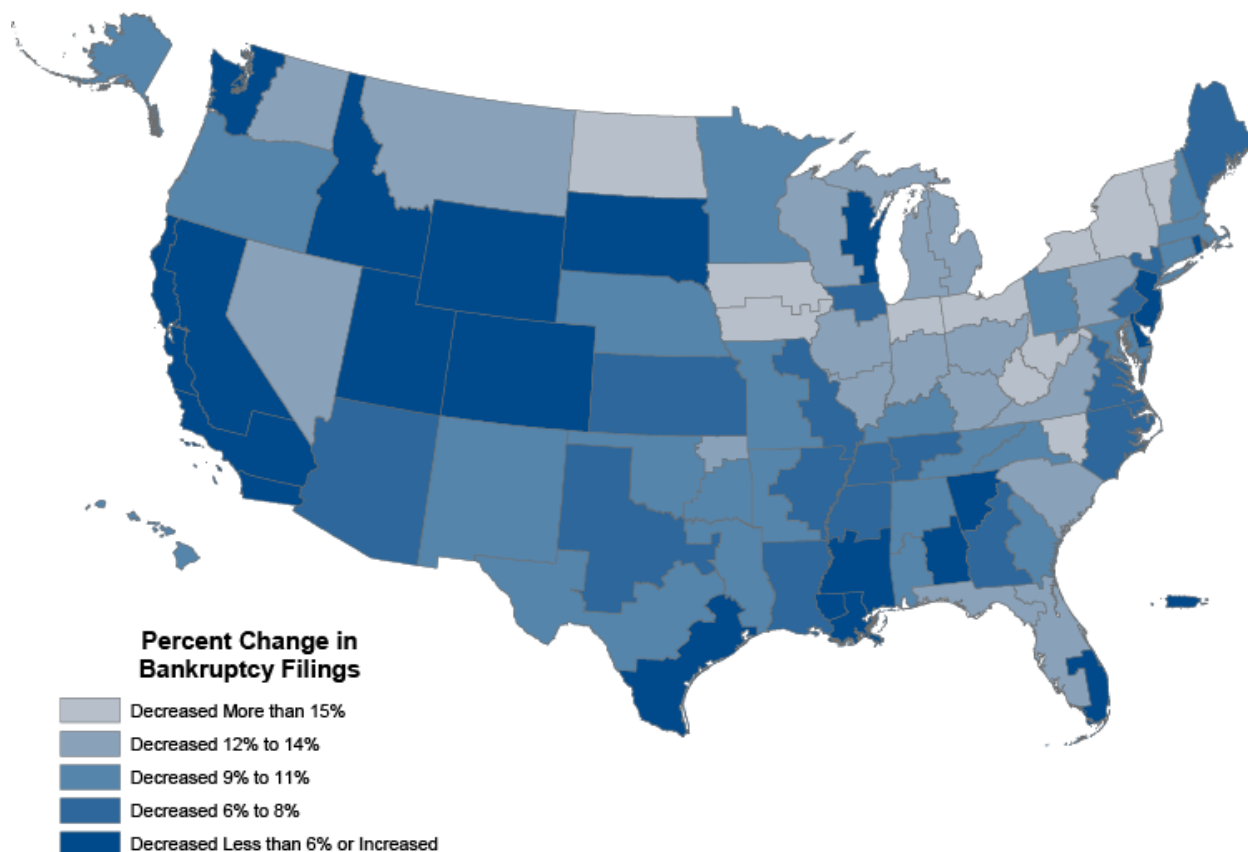 Percent Change in
Bankruptcy Filings
Decreased More than 15%
Decreased 12% to 14%
Decreased 9% to 11%
Decreased 6% to 8%
Decreased Less than 6% or Increased